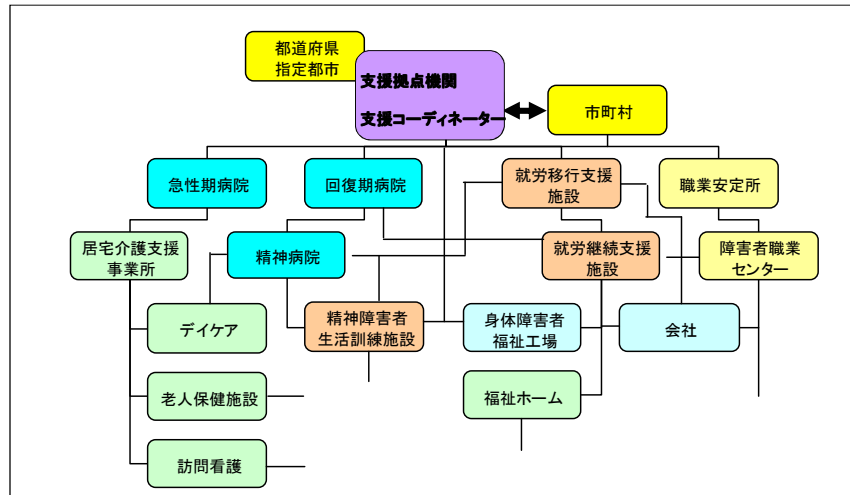 都道府県
指定都市
支援拠点機関
支援コーディネーター
市町村
急性期病院
回復期病院
就労移行支援
施設
職業安定所
居宅介護支援
事業所
精神病院
就労継続支援
施設
障害者職業
センター
デイケア
精神障害者
生活訓練施設
身体障害者
福祉工場
会社
老人保健施設
福祉ホーム
訪問看護